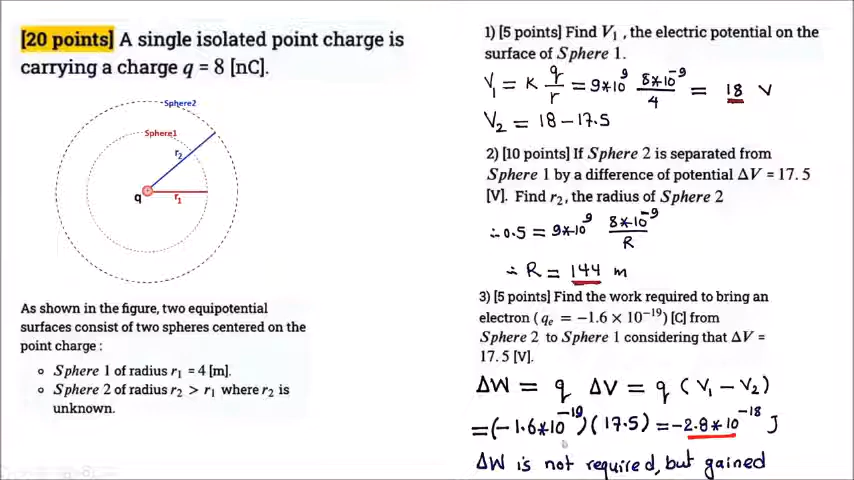 [20 points] A single isolated point charge is
carrying a charge q = 8 [nC].
Sphere2
Sphere1
r₂
q
r₁
As shown in the figure, two equipotential
surfaces consist of two spheres centered on the
point charge :
o Sphere 1 of radius r₁ = 4 [m].
o Sphere 2 of radius r₂ > r₁ where r₂ is
unknown.
1) [5 points] Find V₁, the electric potential on the
surface of Sphere 1.
V₁ = K q/r = 9*10⁹ 8*10⁻⁹/4 = 18 V
V₂ = 18 - 17.5
2) [10 points] If Sphere 2 is separated from
Sphere 1 by a difference of potential ΔV = 17.5
[V]. Find r₂, the radius of Sphere 2
∴ 0.5 = 9*10⁹ 8*10⁻⁹/R
∴ R = 144 m
3) [5 points] Find the work required to bring an
electron (qₑ = −1.6 × 10⁻¹⁹) [C] from
Sphere 2 to Sphere 1 considering that ΔV =
17.5 [V].
ΔW = q ΔV = q (V₁ - V₂)
= (-1.6*10⁻¹⁹) (17.5) = -2.8*10⁻¹⁸ J
ΔW is not required, but gained